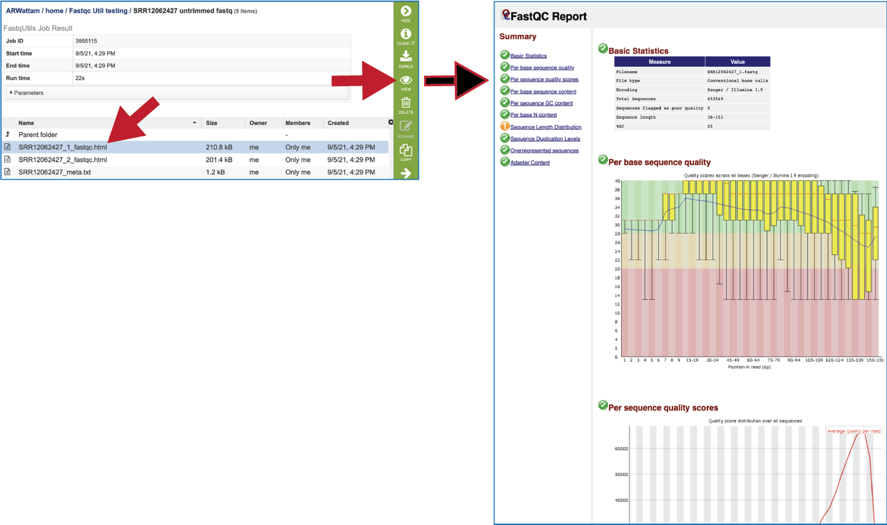 ARWattam / home / Fastqc Util testing / SRR12062427 untrimmed fastq (5 items)
FastqUtils Job Result
Job ID 3955115
Start time 9/5/21, 4:29 PM
End time 9/5/21, 4:29 PM
Run time 22s
Parameters
Name Size Owner Members Created
Parent folder -
SRR12062427_1_fastqc.html 210.8 kB me Only me 9/5/21, 4:29 PM
SRR12062427_2_fastqc.html 201.4 kB me Only me 9/5/21, 4:29 PM
SRR12062427_meta.txt 1.2 kB me Only me 9/5/21, 4:29 PM
HIDE
GUIDE
DWNLD
VIEW
DELETE
RENAME
COPY
FastQC Report
Summary
Basic Statistics
Per base sequence quality
Per sequence quality scores
Per base sequence content
Per sequence GC content
Per base N content
Sequence Length Distribution
Sequence Duplication Levels
Overrepresented sequences
Adapter Content
Basic Statistics
Measure Value
Filename SRR12062427_1.fastq
File type Conventional base calls
Encoding Sanger / Illumina 1.9
Total Sequences 653549
Sequences flagged as poor quality 0
Sequence length 36-151
%GC 25
Per base sequence quality
Quality scores across all bases (Sanger / Illumina 1.9 encoding)
40
38
36
34
32
30
28
26
24
22
20
18
16
14
12
10
8
6
4
2
0
1 2 3 4 5 6 7 8 9 15-19 30-34 45-49 60-64 75-79 90-94 105-109 120-124 135-139 150-151
Position in read (bp)
Per sequence quality scores
Quality score distribution over all sequences
Average Quality per read
60000
50000
40000